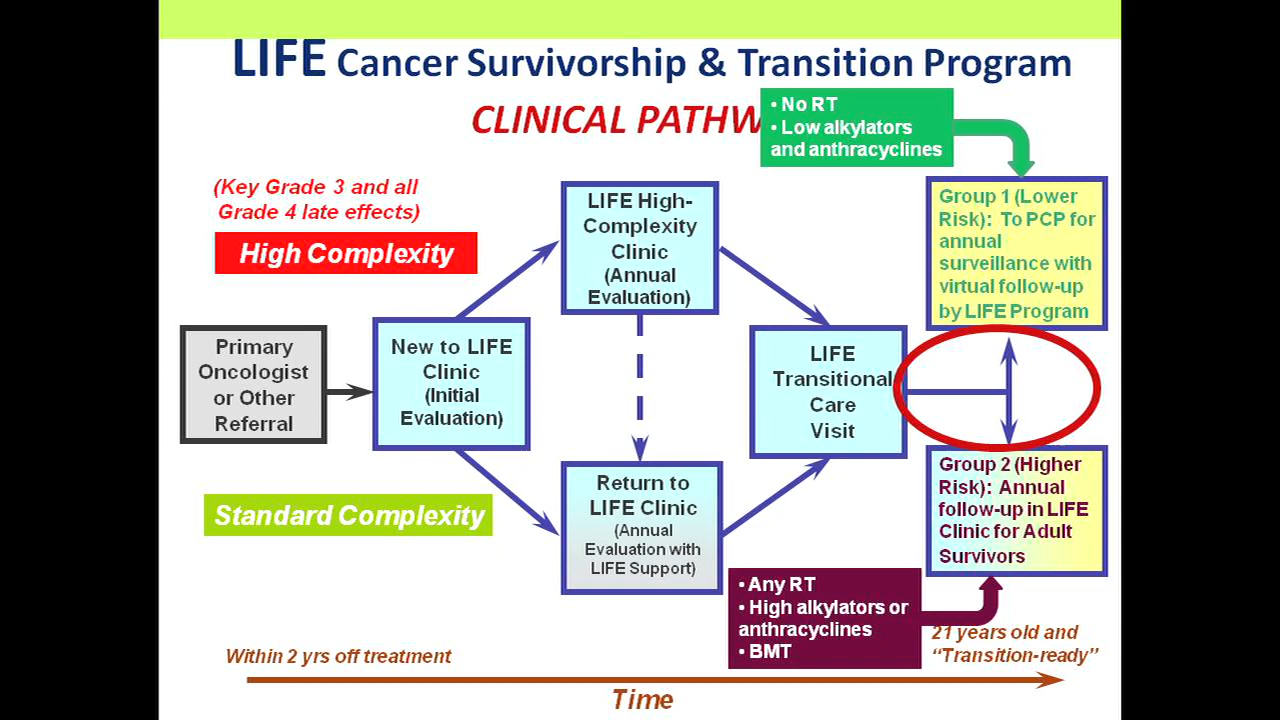 LIFE Cancer Survivorship & Transition Program
CLINICAL PATHW
• No RT
• Low alkylators
and anthracyclines
(Key Grade 3 and all
Grade 4 late effects)
High Complexity
LIFE High-
Complexity
Clinic
(Annual
Evaluation)
Group 1 (Lower
Risk): To PCP for
annual
surveillance with
virtual follow-up
by LIFE Program
Primary
Oncologist
or Other
Referral
New to LIFE
Clinic
(Initial
Evaluation)
LIFE
Transitional
Care
Visit
Standard Complexity
Return to
LIFE Clinic
(Annual
Evaluation with
LIFE Support)
Group 2 (Higher
Risk): Annual
follow-up in LIFE
Clinic for Adult
Survivors
• Any RT
• High alkylators or
anthracyclines
• BMT
Within 2 yrs off treatment
21 years old and
“Transition-ready”
Time